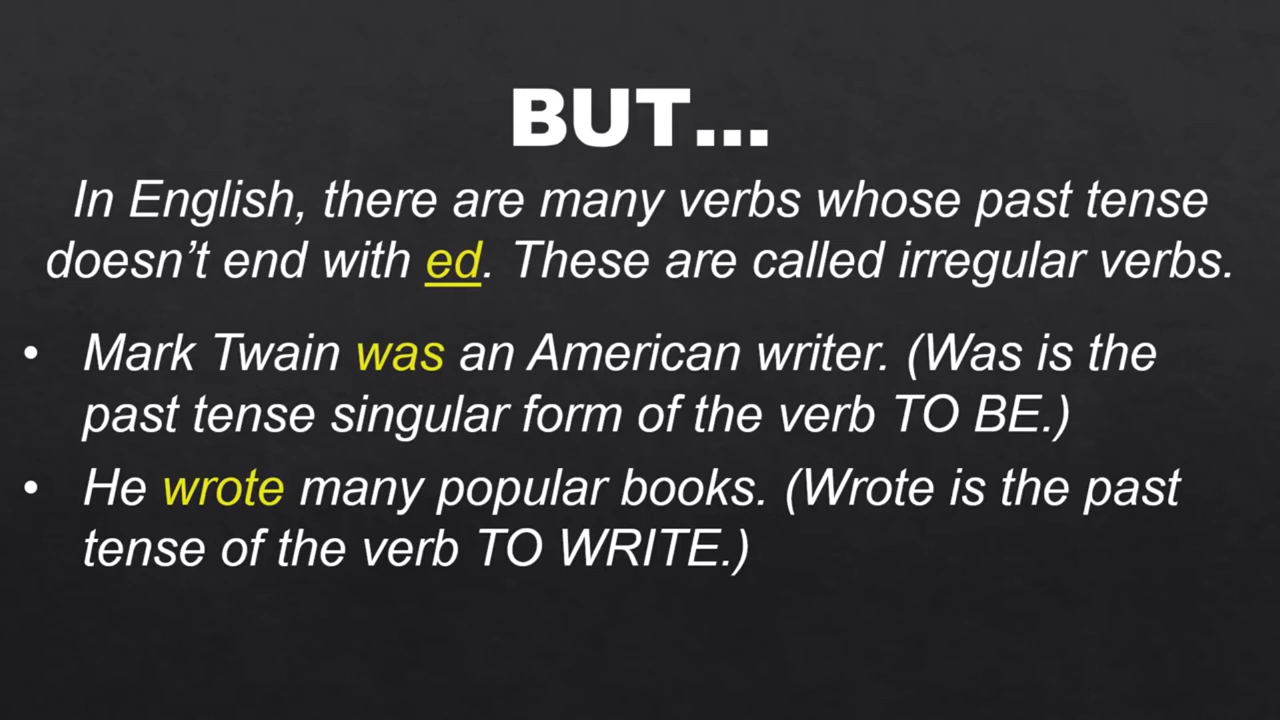 BUT...
In English, there are many verbs whose past tense
doesn’t end with ed. These are called irregular verbs.
• Mark Twain was an American writer. (Was is the
past tense singular form of the verb TO BE.)
• He wrote many popular books. (Wrote is the past
tense of the verb TO WRITE.)